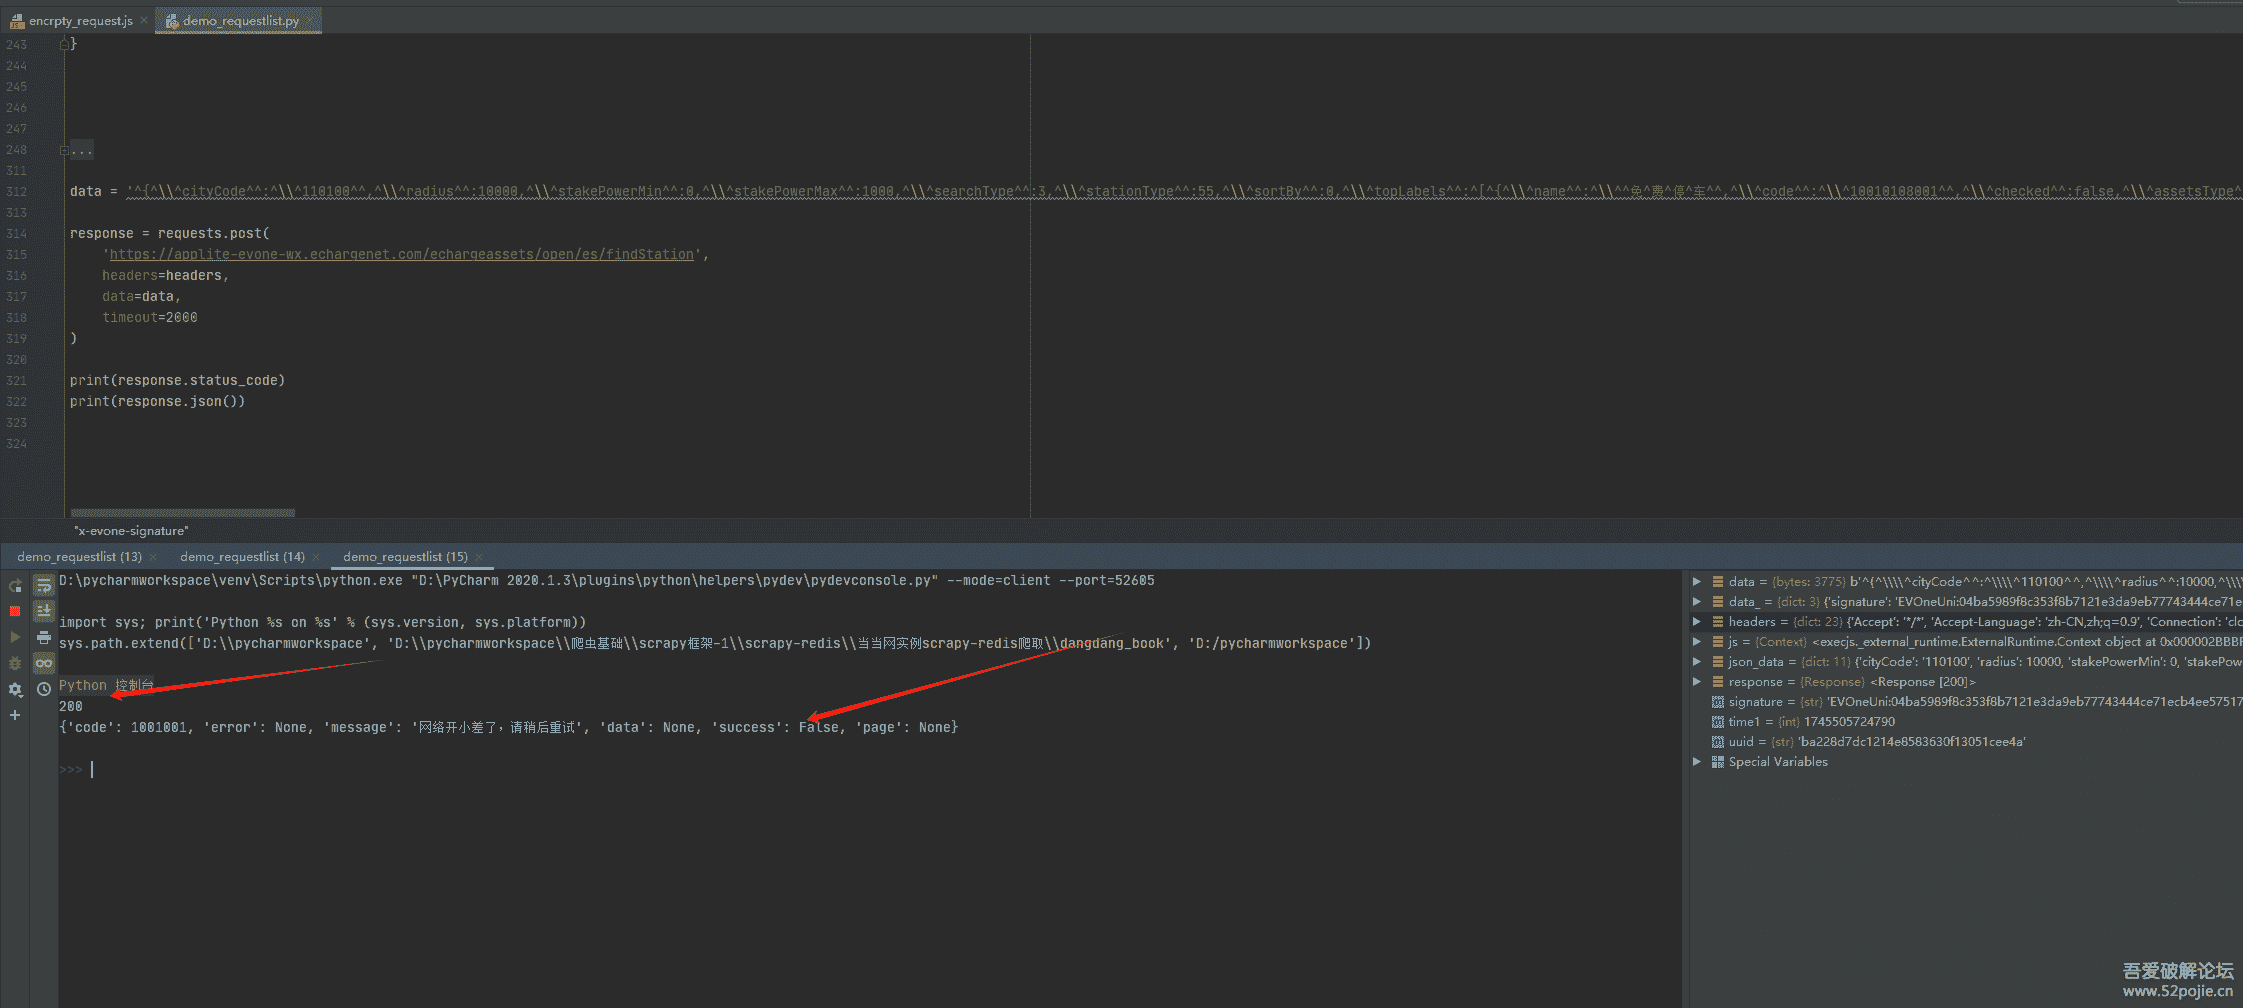 encrpty_request.js
demo_requestlist.py
243 }
244
245
246
247
248 ...
311
312 data = '^{^\\^cityCode^^:^\\^110100^^,^\\^radius^^:10000,^\\^stakePowerMin^^:0,^\\^stakePowerMax^^:1000,^\\^searchType^^:3,^\\^stationType^^:55,^\\^sortBy^^:0,^\\^topLabels^^:^[^{^\\^name^^:^\\^^免^费^停^车^^,^\\^code^^:^\\^10010108001^^,^\\^checked^^:false,^\\^assetsType^
313
314 response = requests.post(
315 'https://applite-evone-wx.echargenet.com/echargeassets/open/es/findStation',
316 headers=headers,
317 data=data,
318 timeout=2000
319 )
320
321 print(response.status_code)
322 print(response.json())
323
324
"x-evone-signature"
demo_requestlist (13)
demo_requestlist (14)
demo_requestlist (15)
D:\pycharmworkspace\venv\Scripts\python.exe "D:\PyCharm 2020.1.3\plugins\python\helpers\pydev\pydevconsole.py" --mode=client --port=52605
import sys; print('Python %s on %s' % (sys.version, sys.platform))
sys.path.extend(['D:\\pycharmworkspace', 'D:\\pycharmworkspace\\爬虫基础\\scrapy框架-1\\scrapy-redis\\当当网实例scrapy-redis爬取\\dangdang_book', 'D:/pycharmworkspace'])
Python 控制台
200
{'code': 1001001, 'error': None, 'message': '网络开小差了，请稍后重试', 'data': None, 'success': False, 'page': None}
>>>
data = {bytes: 3775} b'^{^\\\\^cityCode^^:^\\\\^110100^^,^\\\\^radius^^:10000,^\\\\
data_ = {dict: 3} {'signature': 'EVOneUni:04ba5989f8c353f8b7121e3da9eb77743444ce71e
headers = {dict: 23} {'Accept': '*/*', 'Accept-Language': 'zh-CN,zh;q=0.9', 'Connection': 'clo
js = {Context} <execjs._external_runtime.ExternalRuntime.Context object at 0x000002BBBF
json_data = {dict: 11} {'cityCode': '110100', 'radius': 10000, 'stakePowerMin': 0, 'stakePow
response = {Response} <Response [200]>
signature = {str} 'EVOneUni:04ba5989f8c353f8b7121e3da9eb77743444ce71ecb4ee57517
time1 = {int} 1745505724790
uuid = {str} 'ba228d7dc1214e8583630f13051cee4a'
Special Variables
吾爱破解论坛
www.52pojie.cn